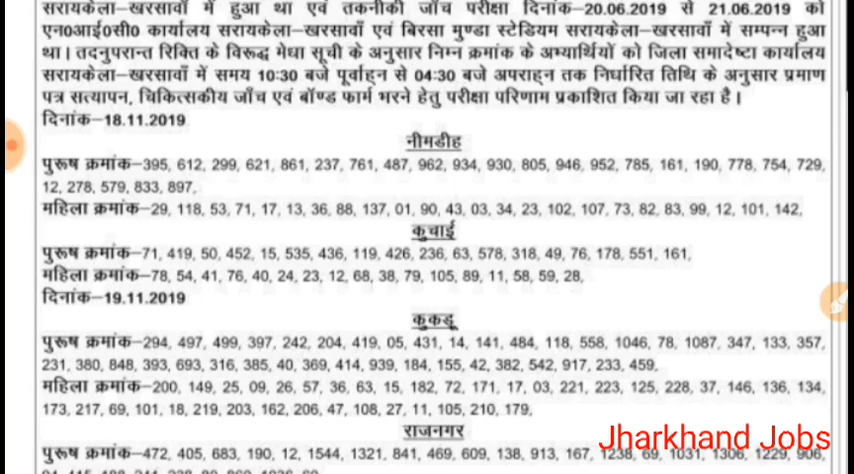 सरायकेला–खरसावाँ में हुआ था एवं तकनीकी जाँच परीक्षा दिनांक–20.06.2019 से 21.06.2019 को
एन0आई0सी0 कार्यालय सरायकेला–खरसावाँ एवं बिरसा मुण्डा स्टेडियम सरायकेला–खरसावाँ में सम्पन्न हुआ
था। तदनुपरान्त रिक्ति के विरूद्ध मेधा सूची के अनुसार निम्न क्रमांक के अभ्यार्थियों को जिला समादेष्टा कार्यालय
सरायकेला–खरसावाँ में समय 10:30 बजे पूर्वाहन से 04:30 बजे अपराहन तक निर्धारित तिथि के अनुसार प्रमाण
पत्र सत्यापन, चिकित्सकीय जाँच एवं बॉण्ड फार्म भरने हेतु परीक्षा परिणाम प्रकाशित किया जा रहा है।
दिनांक–18.11.2019
नीमडीह
पुरूष क्रमांक–395, 612, 299, 621, 861, 237, 761, 487, 962, 934, 930, 805, 946, 952, 785, 161, 190, 778, 754, 729,
12, 278, 579, 833, 897,
महिला क्रमांक–29, 118, 53, 71, 17, 13, 36, 88, 137, 01, 90, 43, 03, 34, 23, 102, 107, 73, 82, 83, 99, 12, 101, 142,
कुचाई
पुरूष क्रमांक–71, 419, 50, 452, 15, 535, 436, 119, 426, 236, 63, 578, 318, 49, 76, 178, 551, 161,
महिला क्रमांक–78, 54, 41, 76, 40, 24, 23, 12, 68, 38, 79, 105, 89, 11, 58, 59, 28,
दिनांक–19.11.2019
कुकडू
पुरूष क्रमांक–294, 497, 499, 397, 242, 204, 419, 05, 431, 14, 141, 484, 118, 558, 1046, 78, 1087, 347, 133, 357,
231, 380, 848, 393, 693, 316, 385, 40, 369, 414, 939, 184, 155, 42, 382, 542, 917, 233, 459,
महिला क्रमांक–200, 149, 25, 09, 26, 57, 36, 63, 15, 182, 72, 171, 17, 03, 221, 223, 125, 228, 37, 146, 136, 134,
173, 217, 69, 101, 18, 219, 203, 162, 206, 47, 108, 27, 11, 105, 210, 179,
राजनगर
पुरूष क्रमांक–472, 405, 683, 190, 12, 1544, 1321, 841, 469, 609, 138, 913, 167, 1238, 69, 1031, 1306, 1229, 906,
Jharkhand Jobs